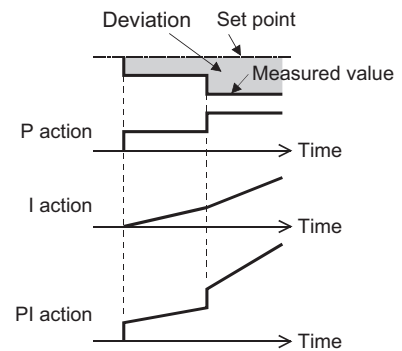 Deviation
Set point
Measured value
P action
Time
I action
Time
PI action
Time